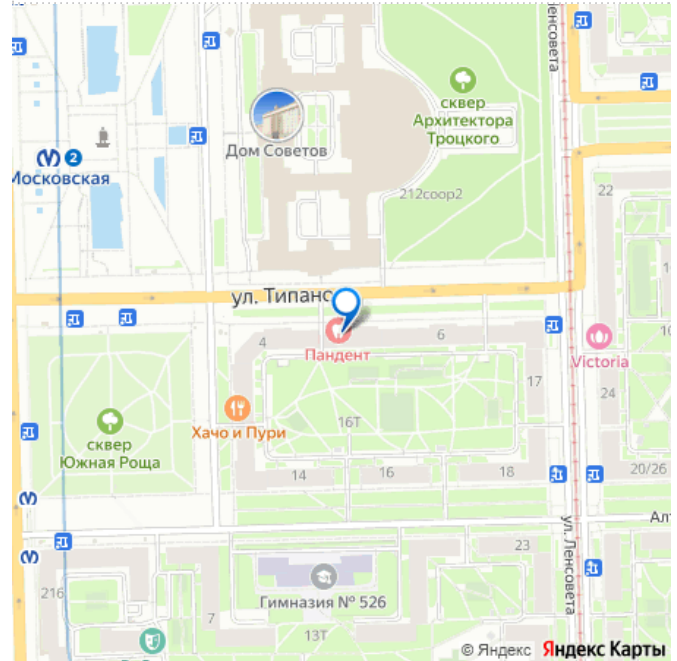 Ленсовета
сквер
Архитектора
Троцкого
Дом Советов
2
Московская
212соор2
22
ул. Типано
4
6
Пандент
Victoria
17
24
Хачо и Пури
16Т
сквер
Южная Роща
14
16
18
20/26
ул. Ленсовета
Алт
23
216
Гимназия № 526
7
13Т
© Яндекс Яндекс Карты